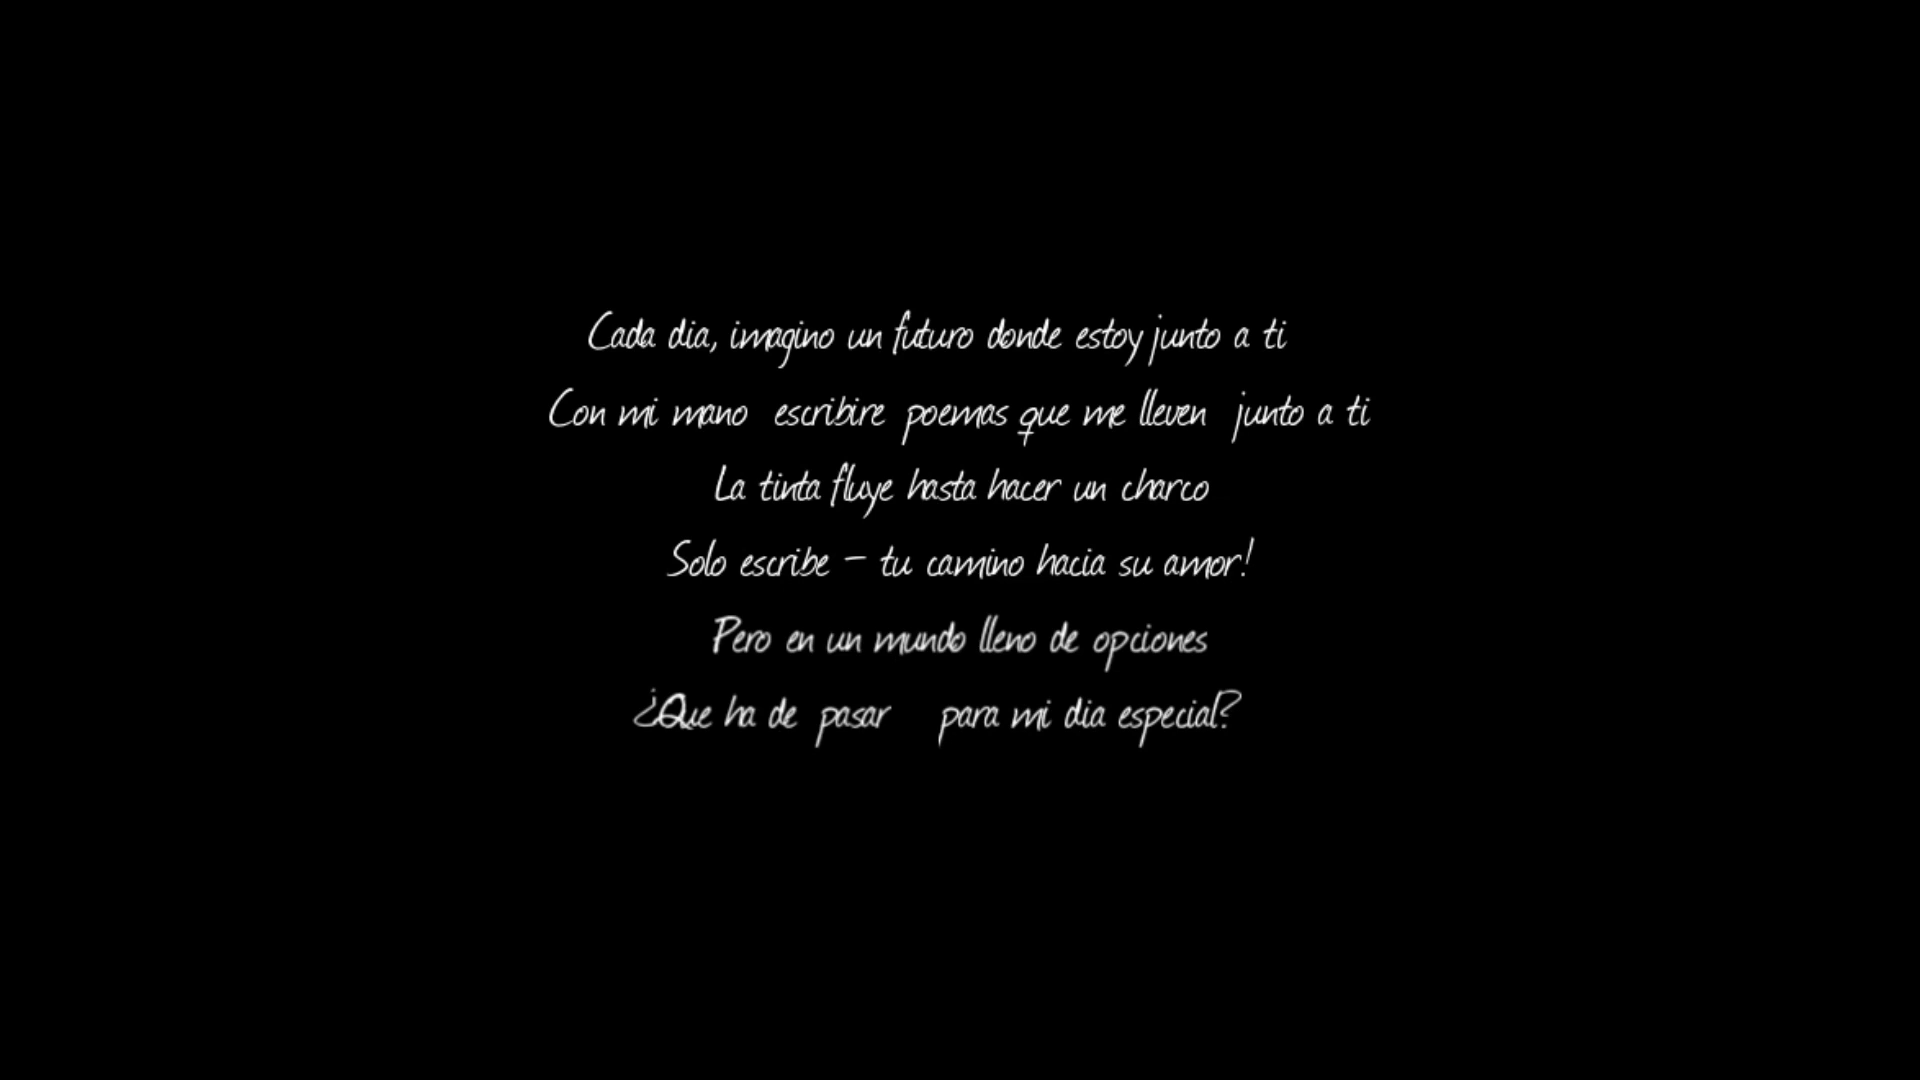 Cada dia, imagino un futuro donde estoy junto a ti
Con mi mano escribire poemas que me lleven junto a ti
La tinta fluye hasta hacer un charco
Solo escribe - tu camino hacia su amor!
Pero en un mundo lleno de opciones
¿Que ha de pasar para mi dia especial?